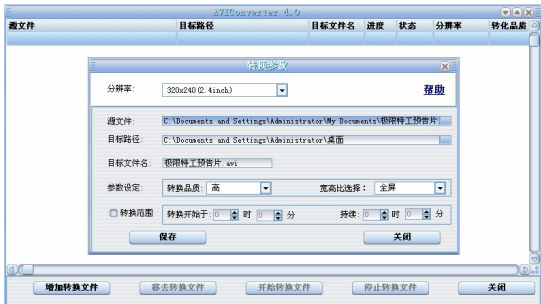 AVIConverter 4.0
源文件 目标路径 目标文件名 进度 状态 分辨率 转化品质
转换参数
分辨率: 320x240(2.4inch) 帮助
源文件: C:\Documents and Settings\Administrator\My Documents\极限特工预告片
目标路径: C:\Documents and Settings\Administrator\桌面
目标文件名: 极限特工预告片.avi
参数设定: 转换品质: 高 宽高比选择: 全屏
转换范围 转换开始于: 0 时 0 分 持续: 0 时 0 分
保存 关闭
增加转换文件 移去转换文件 开始转换文件 停止转换文件 关闭